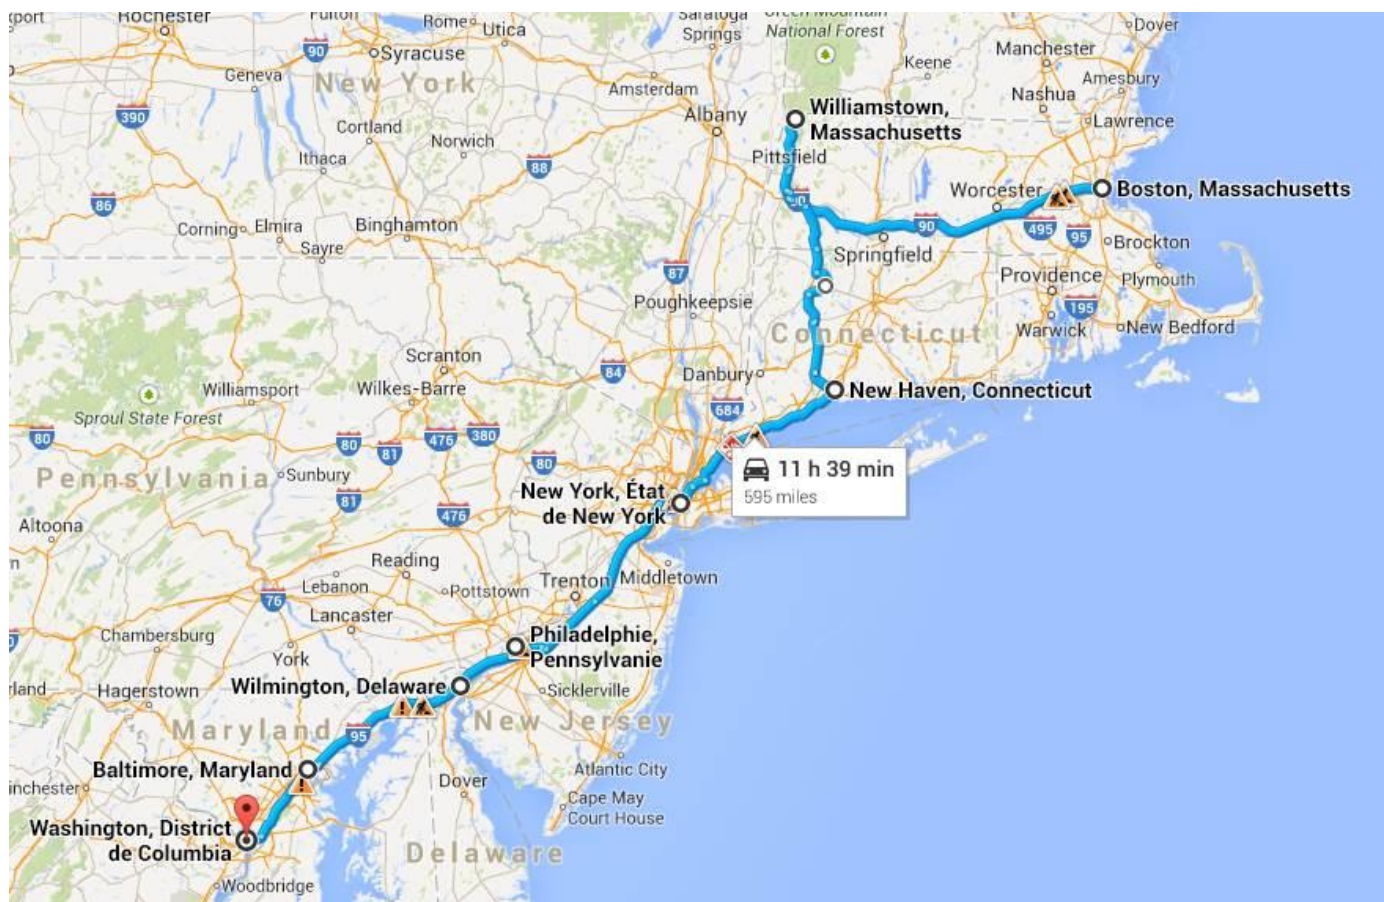 Rochester
Fulton
Rome
Utica
Saratoga
Springs
Green Mountain
National Forest
Dover
90
Syracuse
Manchester
Keene
Geneva
New York
Amsterdam
Amesbury
Nashua
390
Albany
Williamstown,
Massachusetts
Lawrence
Cortland
Norwich
Ithaca
88
Pittsfield
86
90
Worcester
Boston, Massachusetts
Corning
Elmira
Binghamton
90
495
95
Brockton
Sayre
Springfield
87
Providence
Plymouth
Poughkeepsie
195
Connecticut
Warwick
New Bedford
Scranton
84
Danbury
Williamsport
Wilkes-Barre
New Haven, Connecticut
Sproul State Forest
684
80
80
81
476
380
80
11 h 39 min
595 miles
Pennsylvania
Sunbury
81
476
New York, État
de New York
Altoona
Reading
Trenton
Middletown
Lebanon
Pottstown
76
Lancaster
Chambersburg
Philadelphie,
Pennsylvanie
York
Hagerstown
Wilmington, Delaware
Sicklerville
Maryland
95
New Jersey
Baltimore, Maryland
Dover
Atlantic City
Cape May
Court House
Washington, District
de Columbia
Delaware
Woodbridge